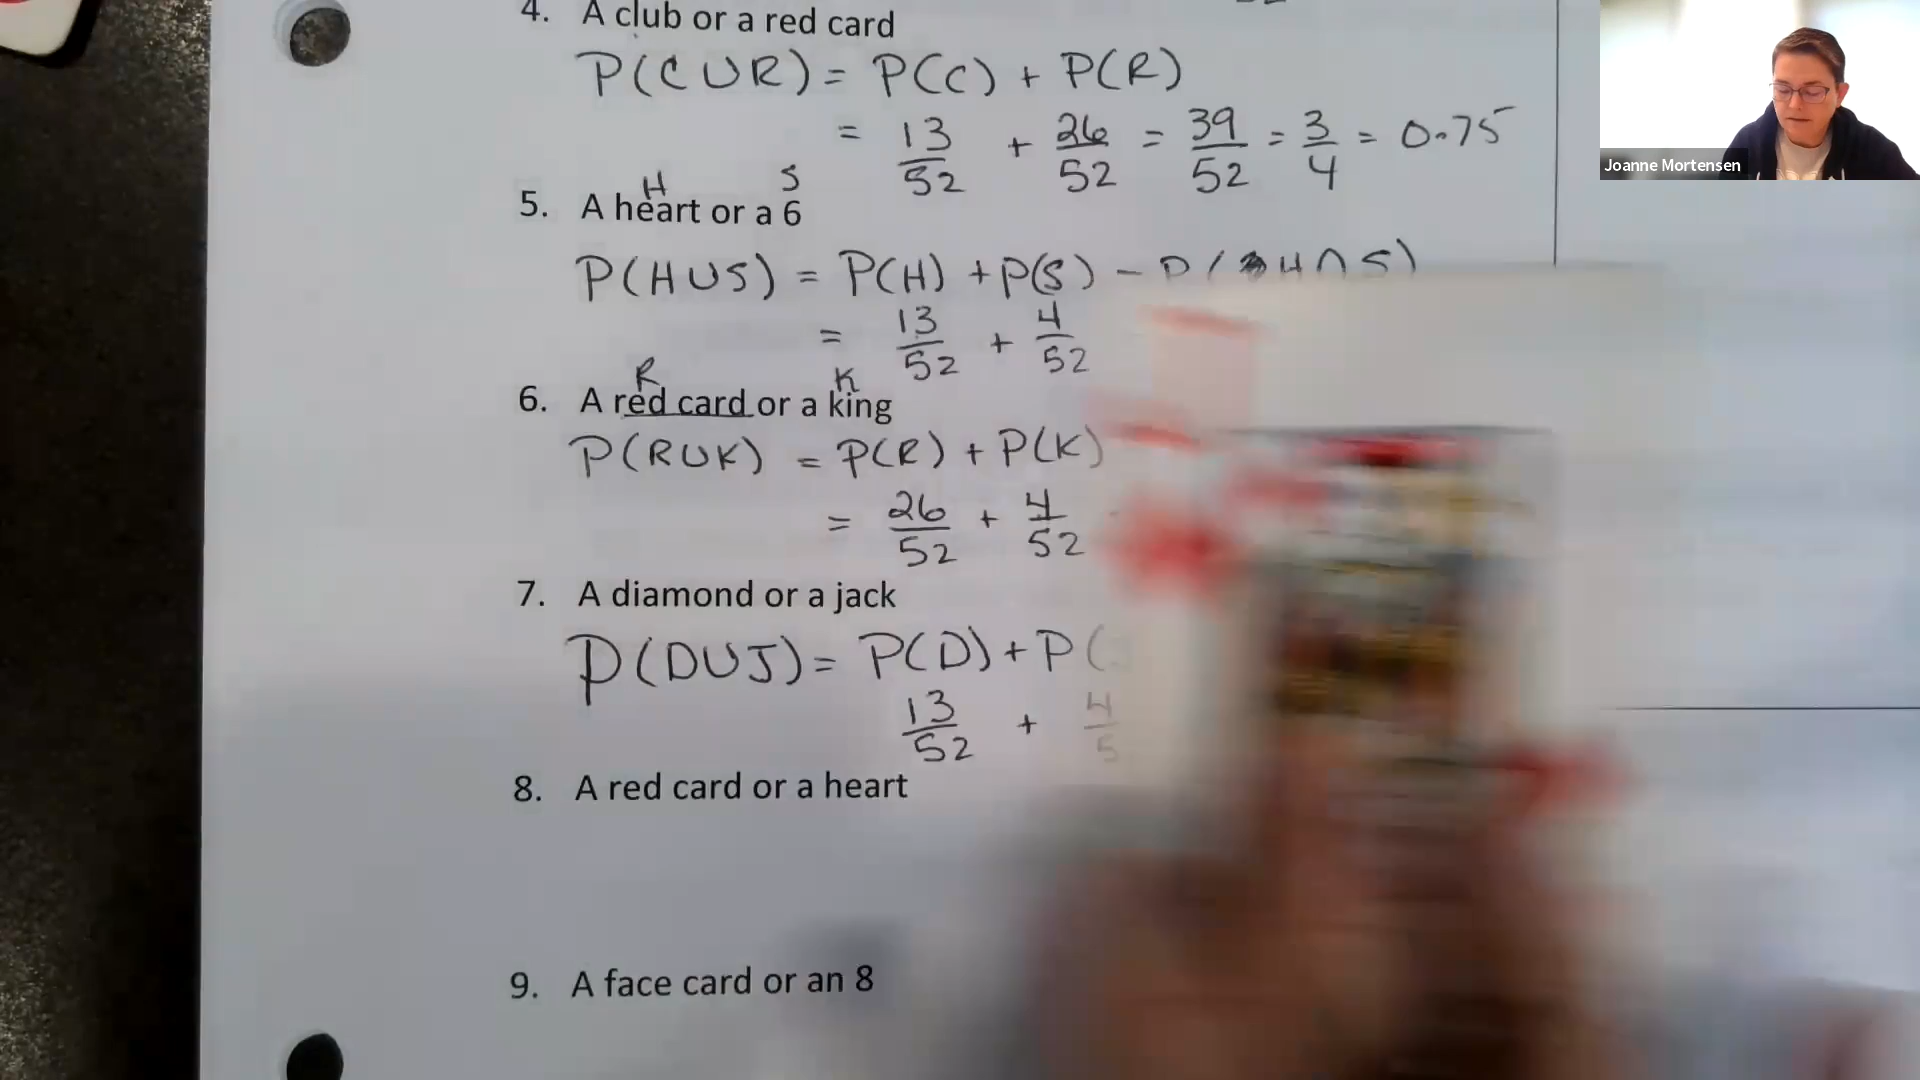 4. A club or a red card
P(C∪R) = P(C) + P(R)
= 13/52 + 26/52 = 39/52 = 3/4 = 0.75
Joanne Mortensen
H S
5. A heart or a 6
P(H∪S) = P(H) + P(S) - P(H∩S)
= 13/52 + 4/52
R K
6. A red card or a king
P(R∪K) = P(R) + P(K)
= 26/52 + 4/52
7. A diamond or a jack
P(D∪J) = P(D) + P(
13/52 + 4/5
8. A red card or a heart
9. A face card or an 8